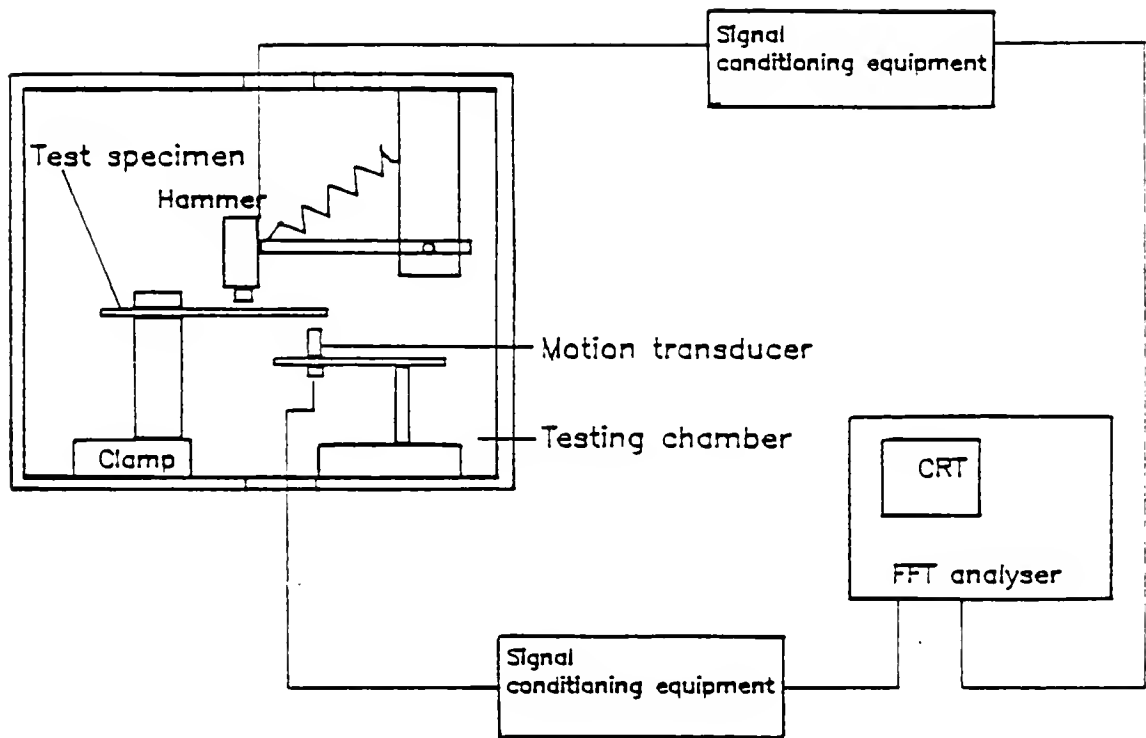 Signal
conditioning equipment
Test specimen
Hammer
Motion transducer
Testing chamber
Clamp
CRT
FFT analyser
Signal
conditioning equipment